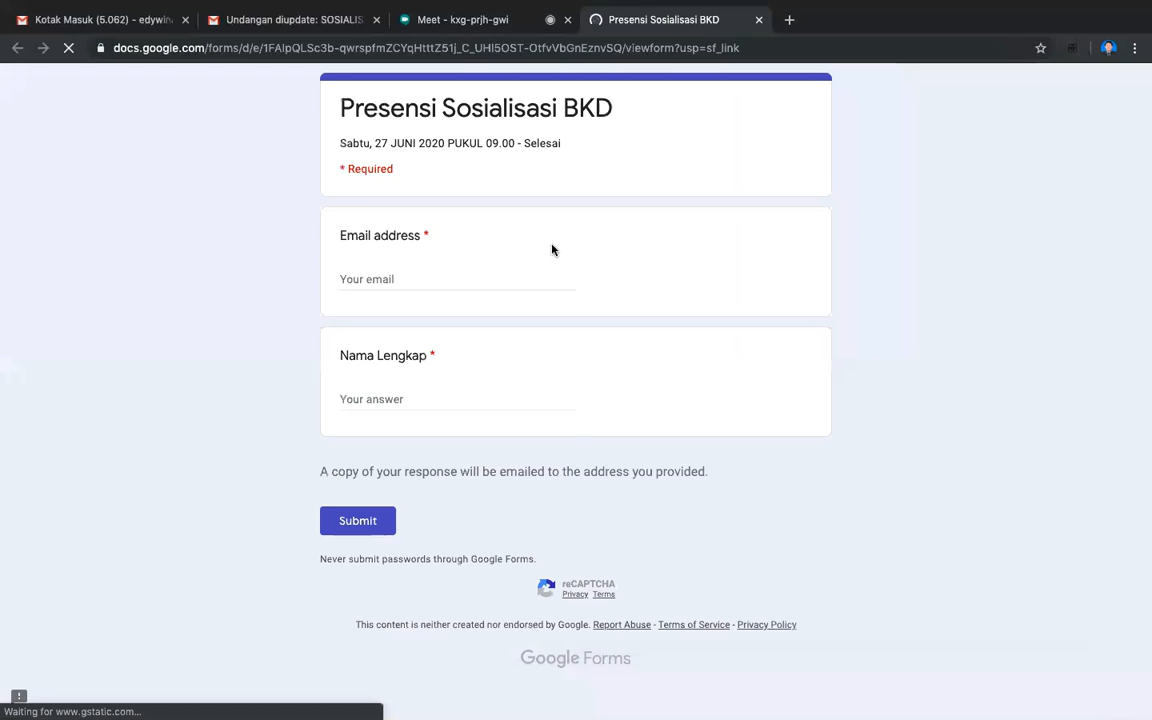 Kotak Masuk (5.062) - edywin
Undangan diupdate: SOSIALIS
Meet - kxg-prjh-gwi
Presensi Sosialisasi BKD
docs.google.com/forms/d/e/1FAIpQLSc3b-qwrspfmZCYqHtttZ51j_C_UHI5OST-OtfvVbGnEznvSQ/viewform?usp=sf_link
Presensi Sosialisasi BKD
Sabtu, 27 JUNI 2020 PUKUL 09.00 - Selesai
* Required
Email address *
Your email
Nama Lengkap *
Your answer
A copy of your response will be emailed to the address you provided.
Submit
Never submit passwords through Google Forms.
reCAPTCHA
Privacy Terms
This content is neither created nor endorsed by Google. Report Abuse - Terms of Service - Privacy Policy
Google Forms
Waiting for www.gstatic.com...